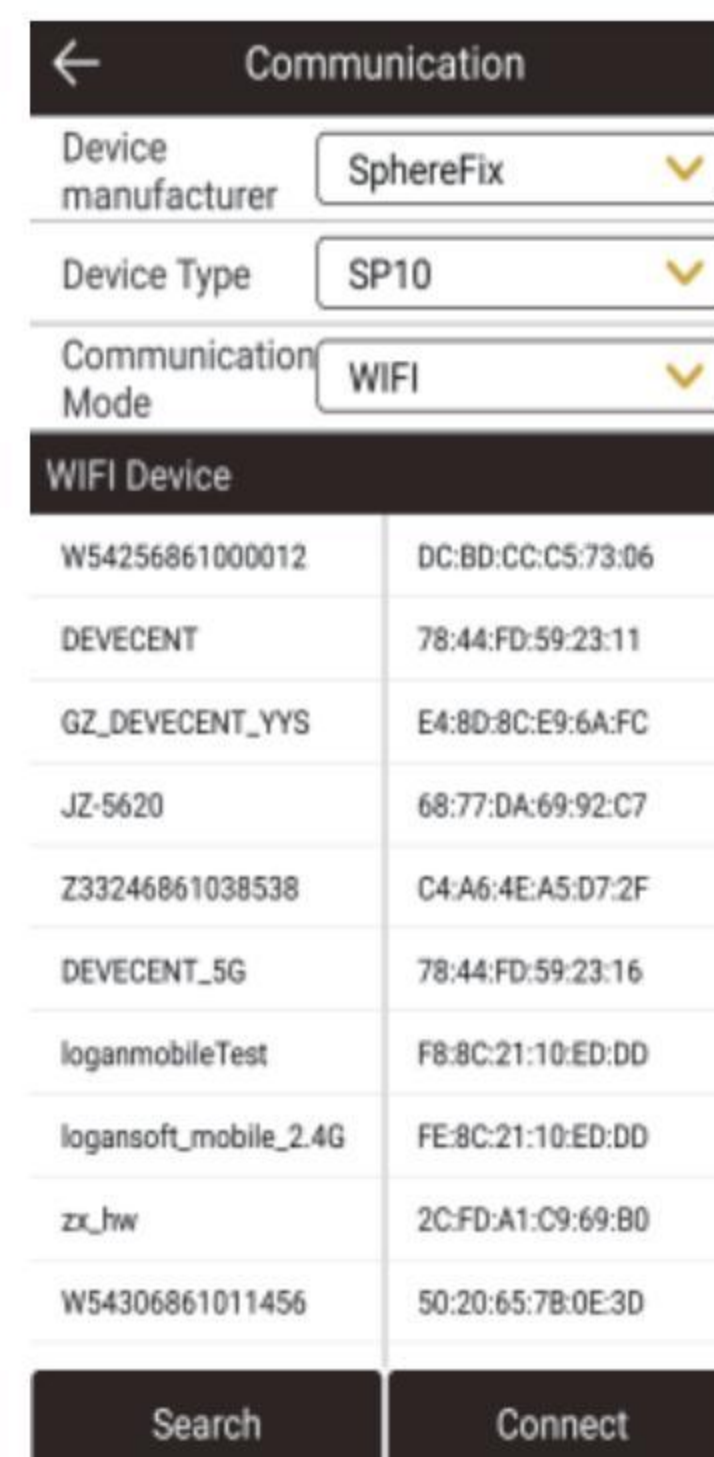 Communication
Device
manufacturer
SphereFix
Device Type
SP10
Communication
Mode
WIFI
WIFI Device
W54256861000012 DC:BD:CC:C5:73:06
DEVECENT 78:44:FD:59:23:11
GZ_DEVECENT_YYS E4:8D:8C:E9:6A:FC
JZ-5620 68:77:DA:69:92:C7
Z33246861038538 C4:A6:4E:A5:D7:2F
DEVECENT_5G 78:44:FD:59:23:16
loganmobileTest F8:8C:21:10:ED:DD
logansoft_mobile_2.4G FE:8C:21:10:ED:DD
zx_hw 2C:FD:A1:C9:69:B0
W54306861011456 50:20:65:7B:0E:3D
Search Connect